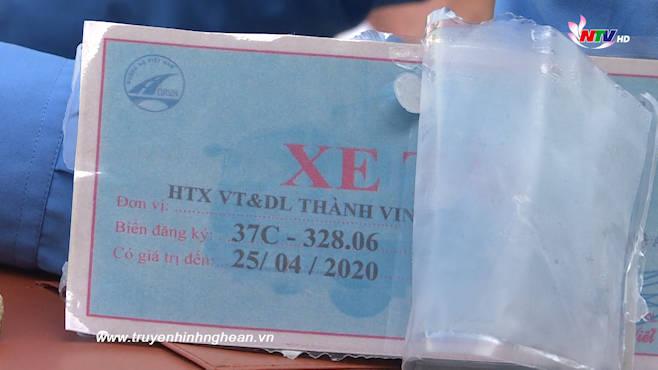 NTV HD
XE T
Đơn vị: HTX VT&DL THÀNH VIN
Biển đăng ký: 37C - 328.06
Có giá trị đến: 25/ 04 / 2020
www.truyenhinhnghean.vn